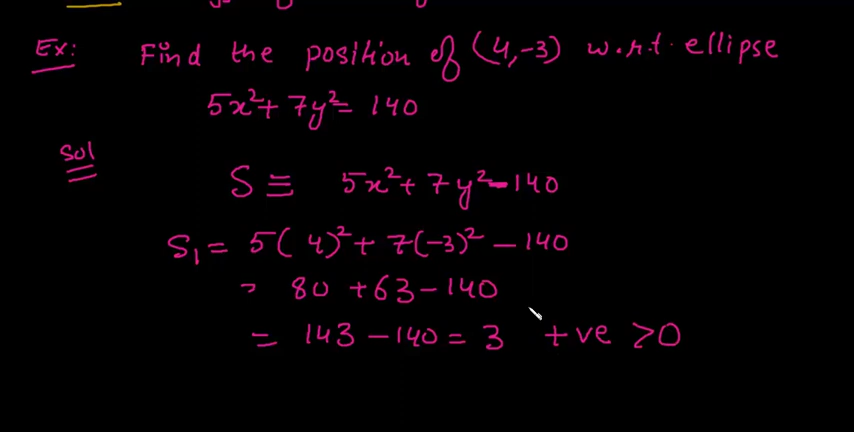 Ex: Find the position of (4,-3) w.r.t. ellipse
5x²+ 7y²= 140
Sol
S ≡ 5x²+ 7y²-140
S₁ = 5(4)²+ 7(-3)² - 140
= 80 +63-140
= 143 -140 = 3 +ve >0